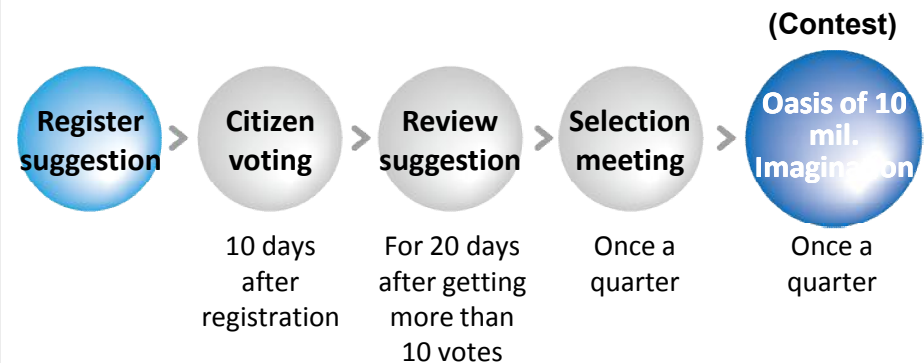 (Contest)
Register
suggestion
Citizen
voting
Review
suggestion
Selection
meeting
Oasis of 10
mil.
Imagination
10 days
after
registration
For 20 days
after getting
more than
10 votes
Once a
quarter
Once a
quarter